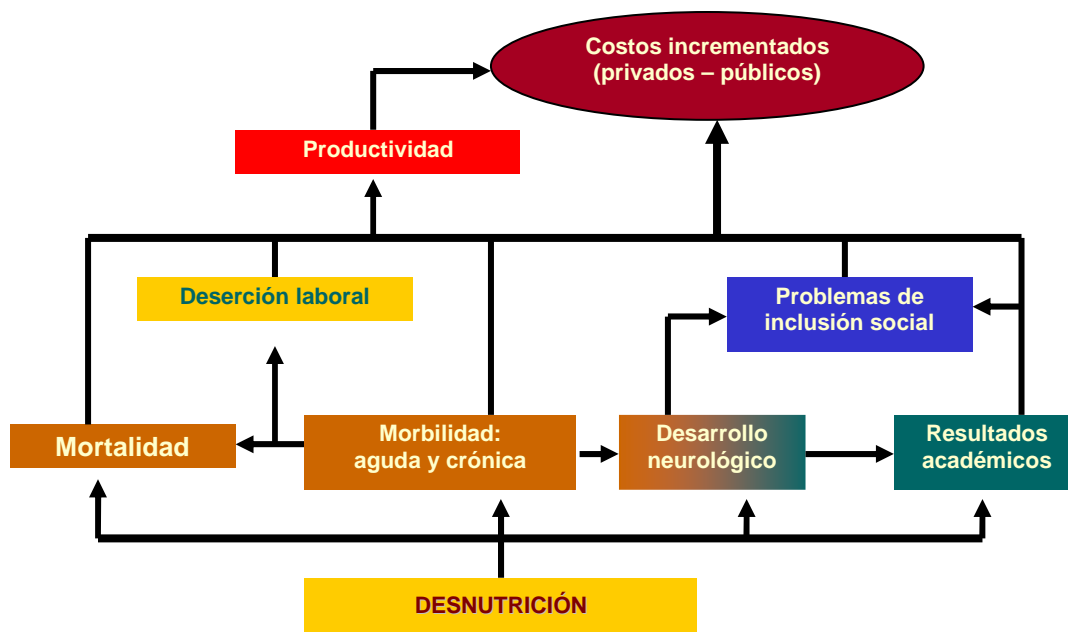 Costos incrementados
(privados – públicos)
Productividad
Deserción laboral
Problemas de
inclusión social
Mortalidad
Morbilidad:
aguda y crónica
Desarrollo
neurológico
Resultados
académicos
DESNUTRICIÓN